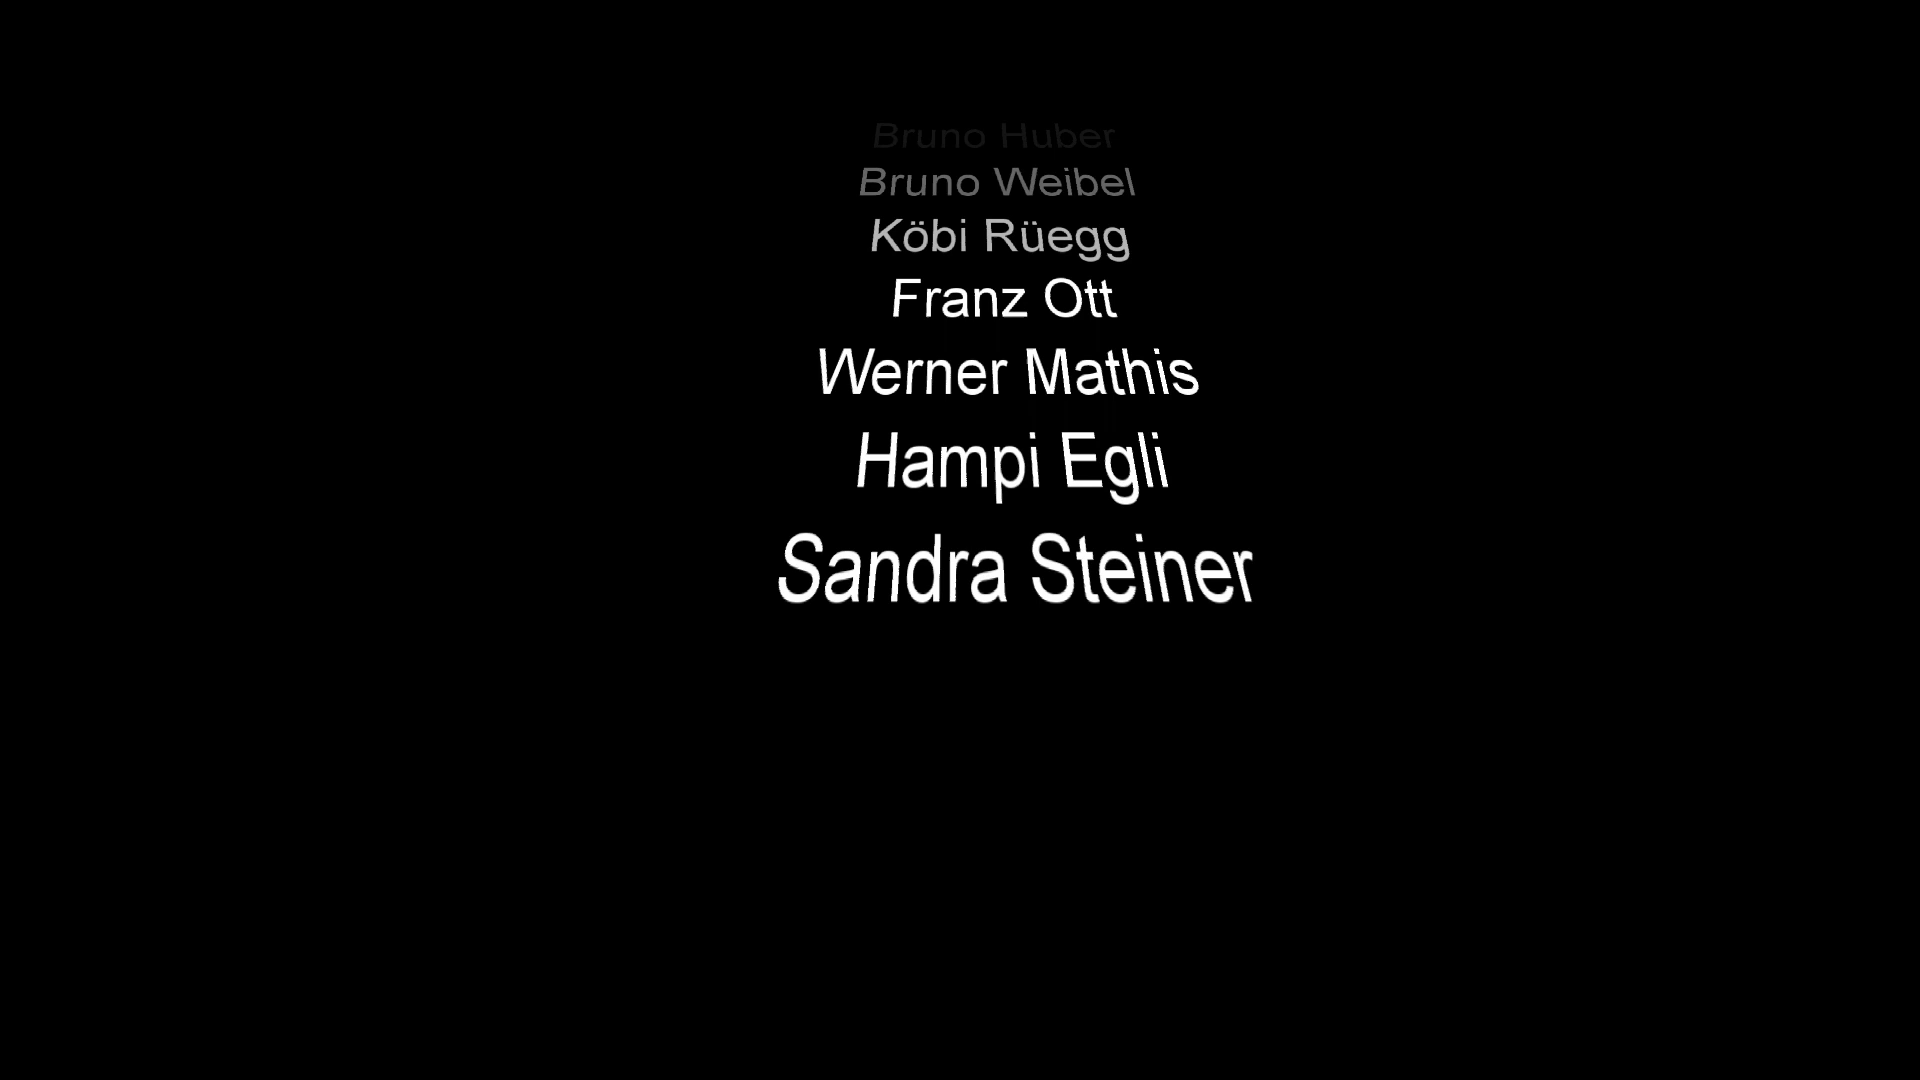 Bruno Huber
Bruno Weibel
Köbi Rüegg
Franz Ott
Werner Mathis
Hampi Egli
Sandra Steiner